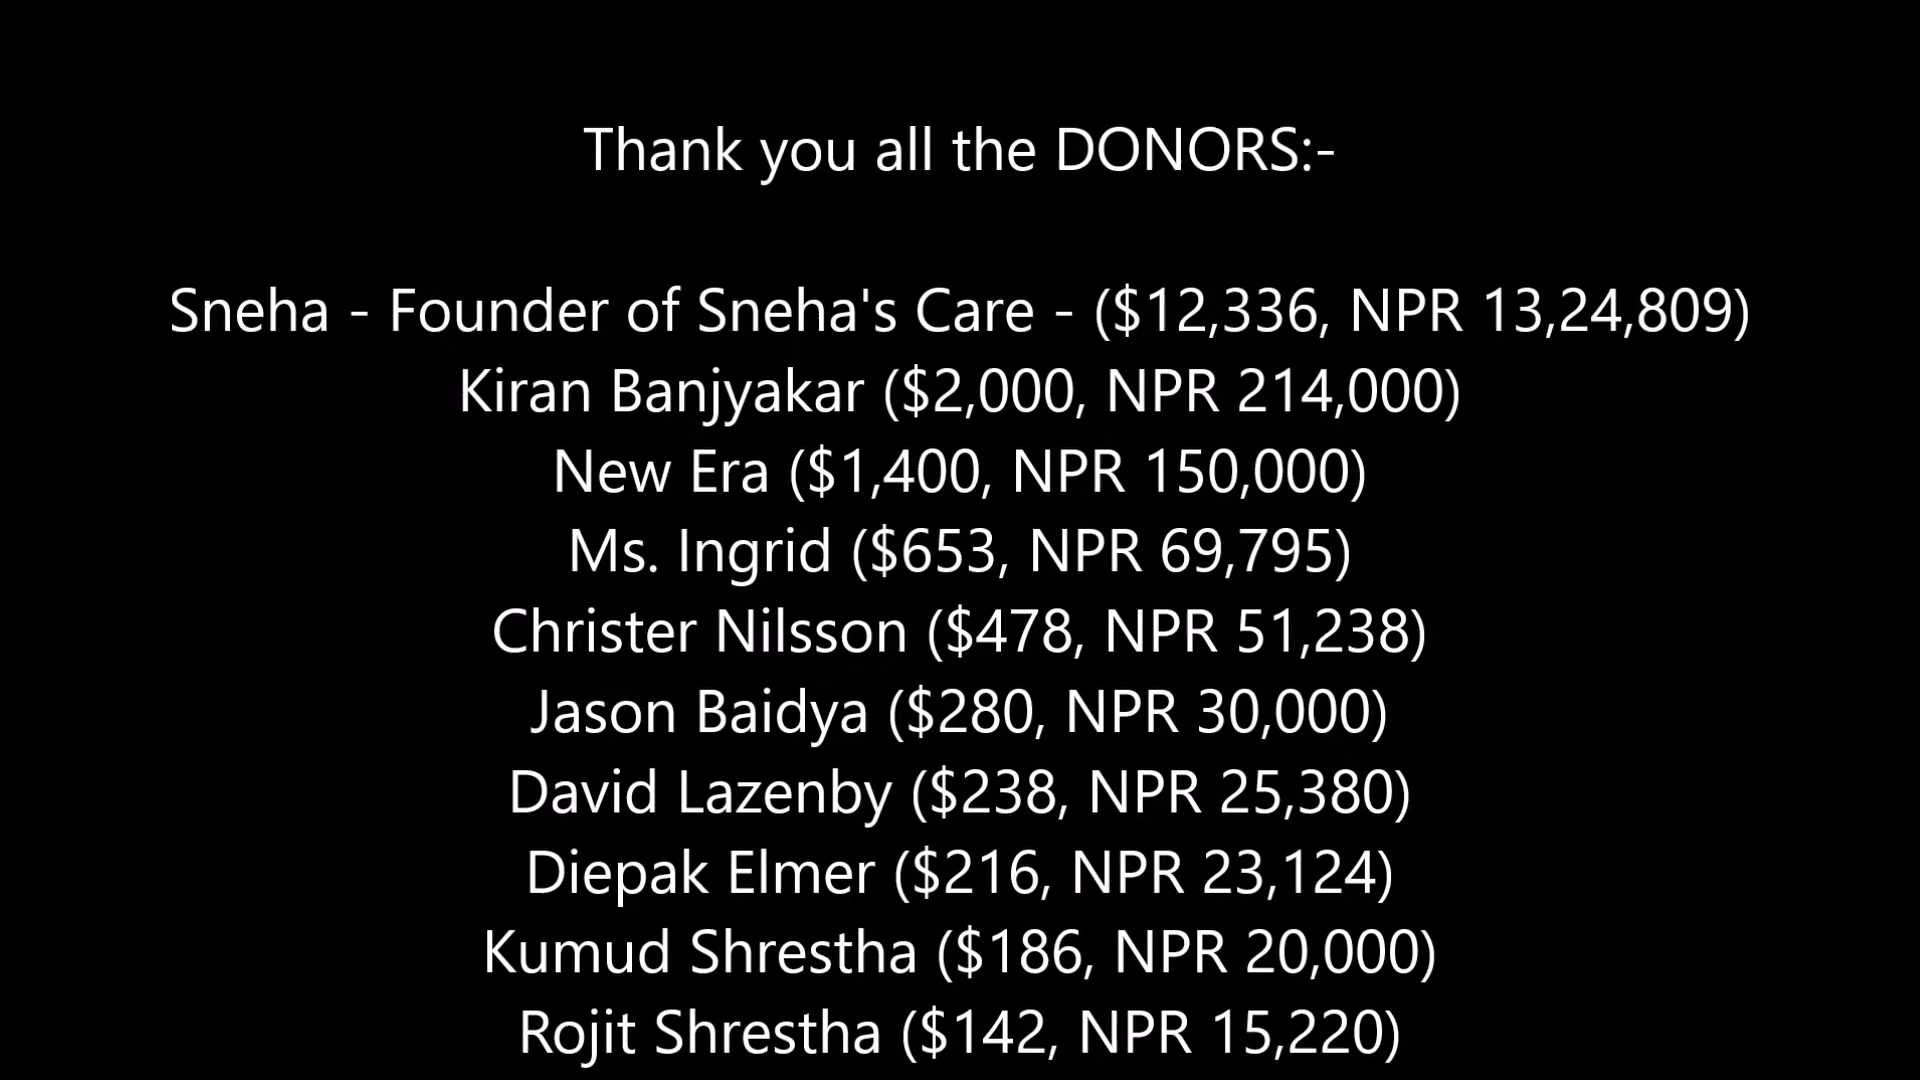 Thank you all the DONORS:-
Sneha - Founder of Sneha's Care - ($12,336, NPR 13,24,809)
Kiran Banjyakar ($2,000, NPR 214,000)
New Era ($1,400, NPR 150,000)
Ms. Ingrid ($653, NPR 69,795)
Christer Nilsson ($478, NPR 51,238)
Jason Baidya ($280, NPR 30,000)
David Lazenby ($238, NPR 25,380)
Diepak Elmer ($216, NPR 23,124)
Kumud Shrestha ($186, NPR 20,000)
Rojit Shrestha ($142, NPR 15,220)